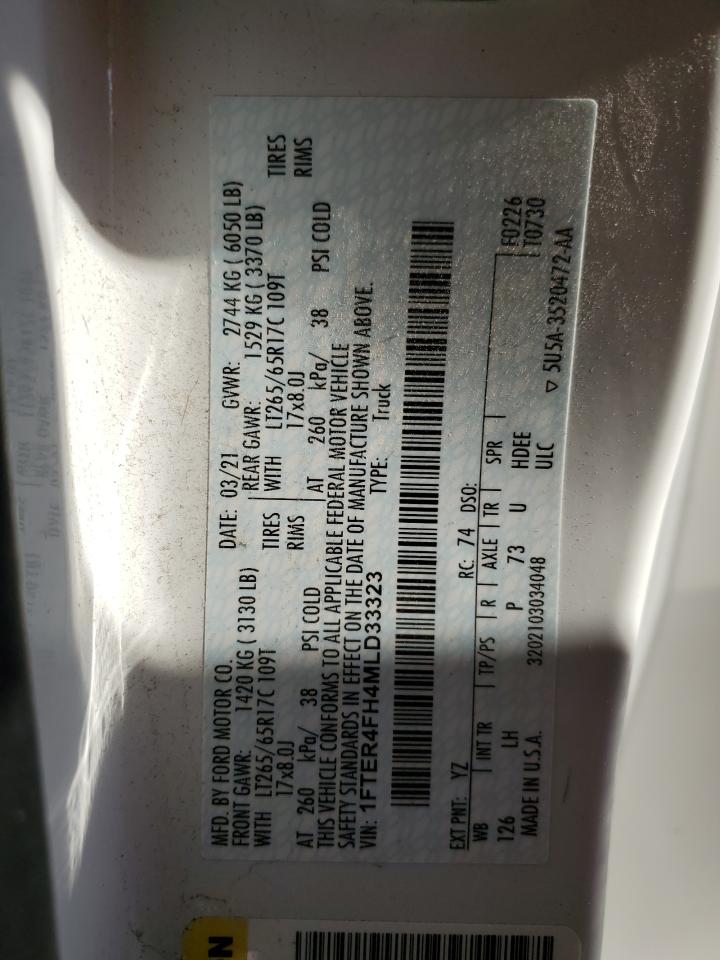 MFD. BY FORD MOTOR CO.
DATE: 03/21 GVWR: 2744 KG ( 6050 LB)
FRONT GAWR: 1420 KG ( 3130 LB) REAR GAWR: 1529 KG ( 3370 LB)
WITH LT265/65R17C 109T TIRES WITH LT265/65R17C 109T TIRES
17x8.0J RIMS 17x8.0J RIMS
AT 260 kPa/ 38 PSI COLD AT 260 kPa/ 38 PSI COLD
THIS VEHICLE CONFORMS TO ALL APPLICABLE FEDERAL MOTOR VEHICLE
SAFETY STANDARDS IN EFFECT ON THE DATE OF MANUFACTURE SHOWN ABOVE.
VIN: 1FTER4FH4MLD33323 TYPE: Truck
EXT PNT: YZ RC: 74 DSO:
WB INT TR TP/PS R AXLE TR SPR
F0226
T0730
126 LH P 73 U HDEE
ULC
MADE IN U.S.A. 3202103034048
▽ 5U5A-3520472-AA
N